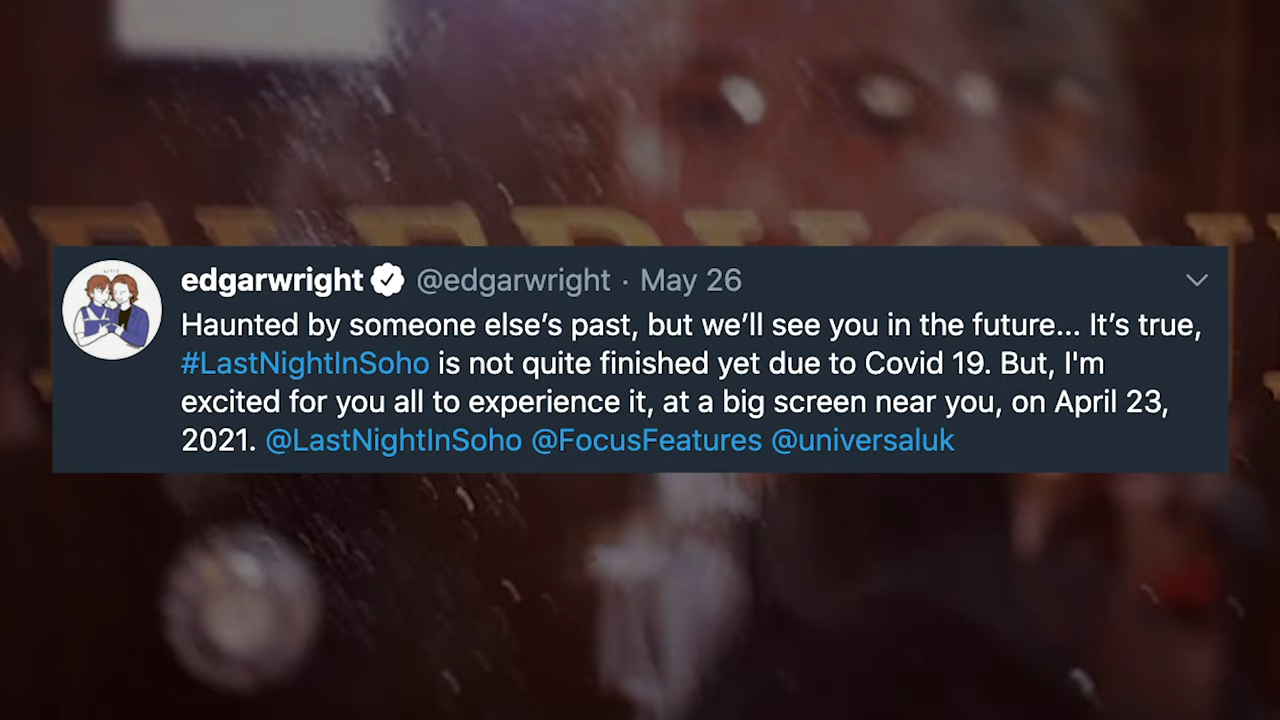 edgarwright @edgarwright · May 26
Haunted by someone else’s past, but we’ll see you in the future... It’s true,
#LastNightInSoho is not quite finished yet due to Covid 19. But, I'm
excited for you all to experience it, at a big screen near you, on April 23,
2021. @LastNightInSoho @FocusFeatures @universaluk